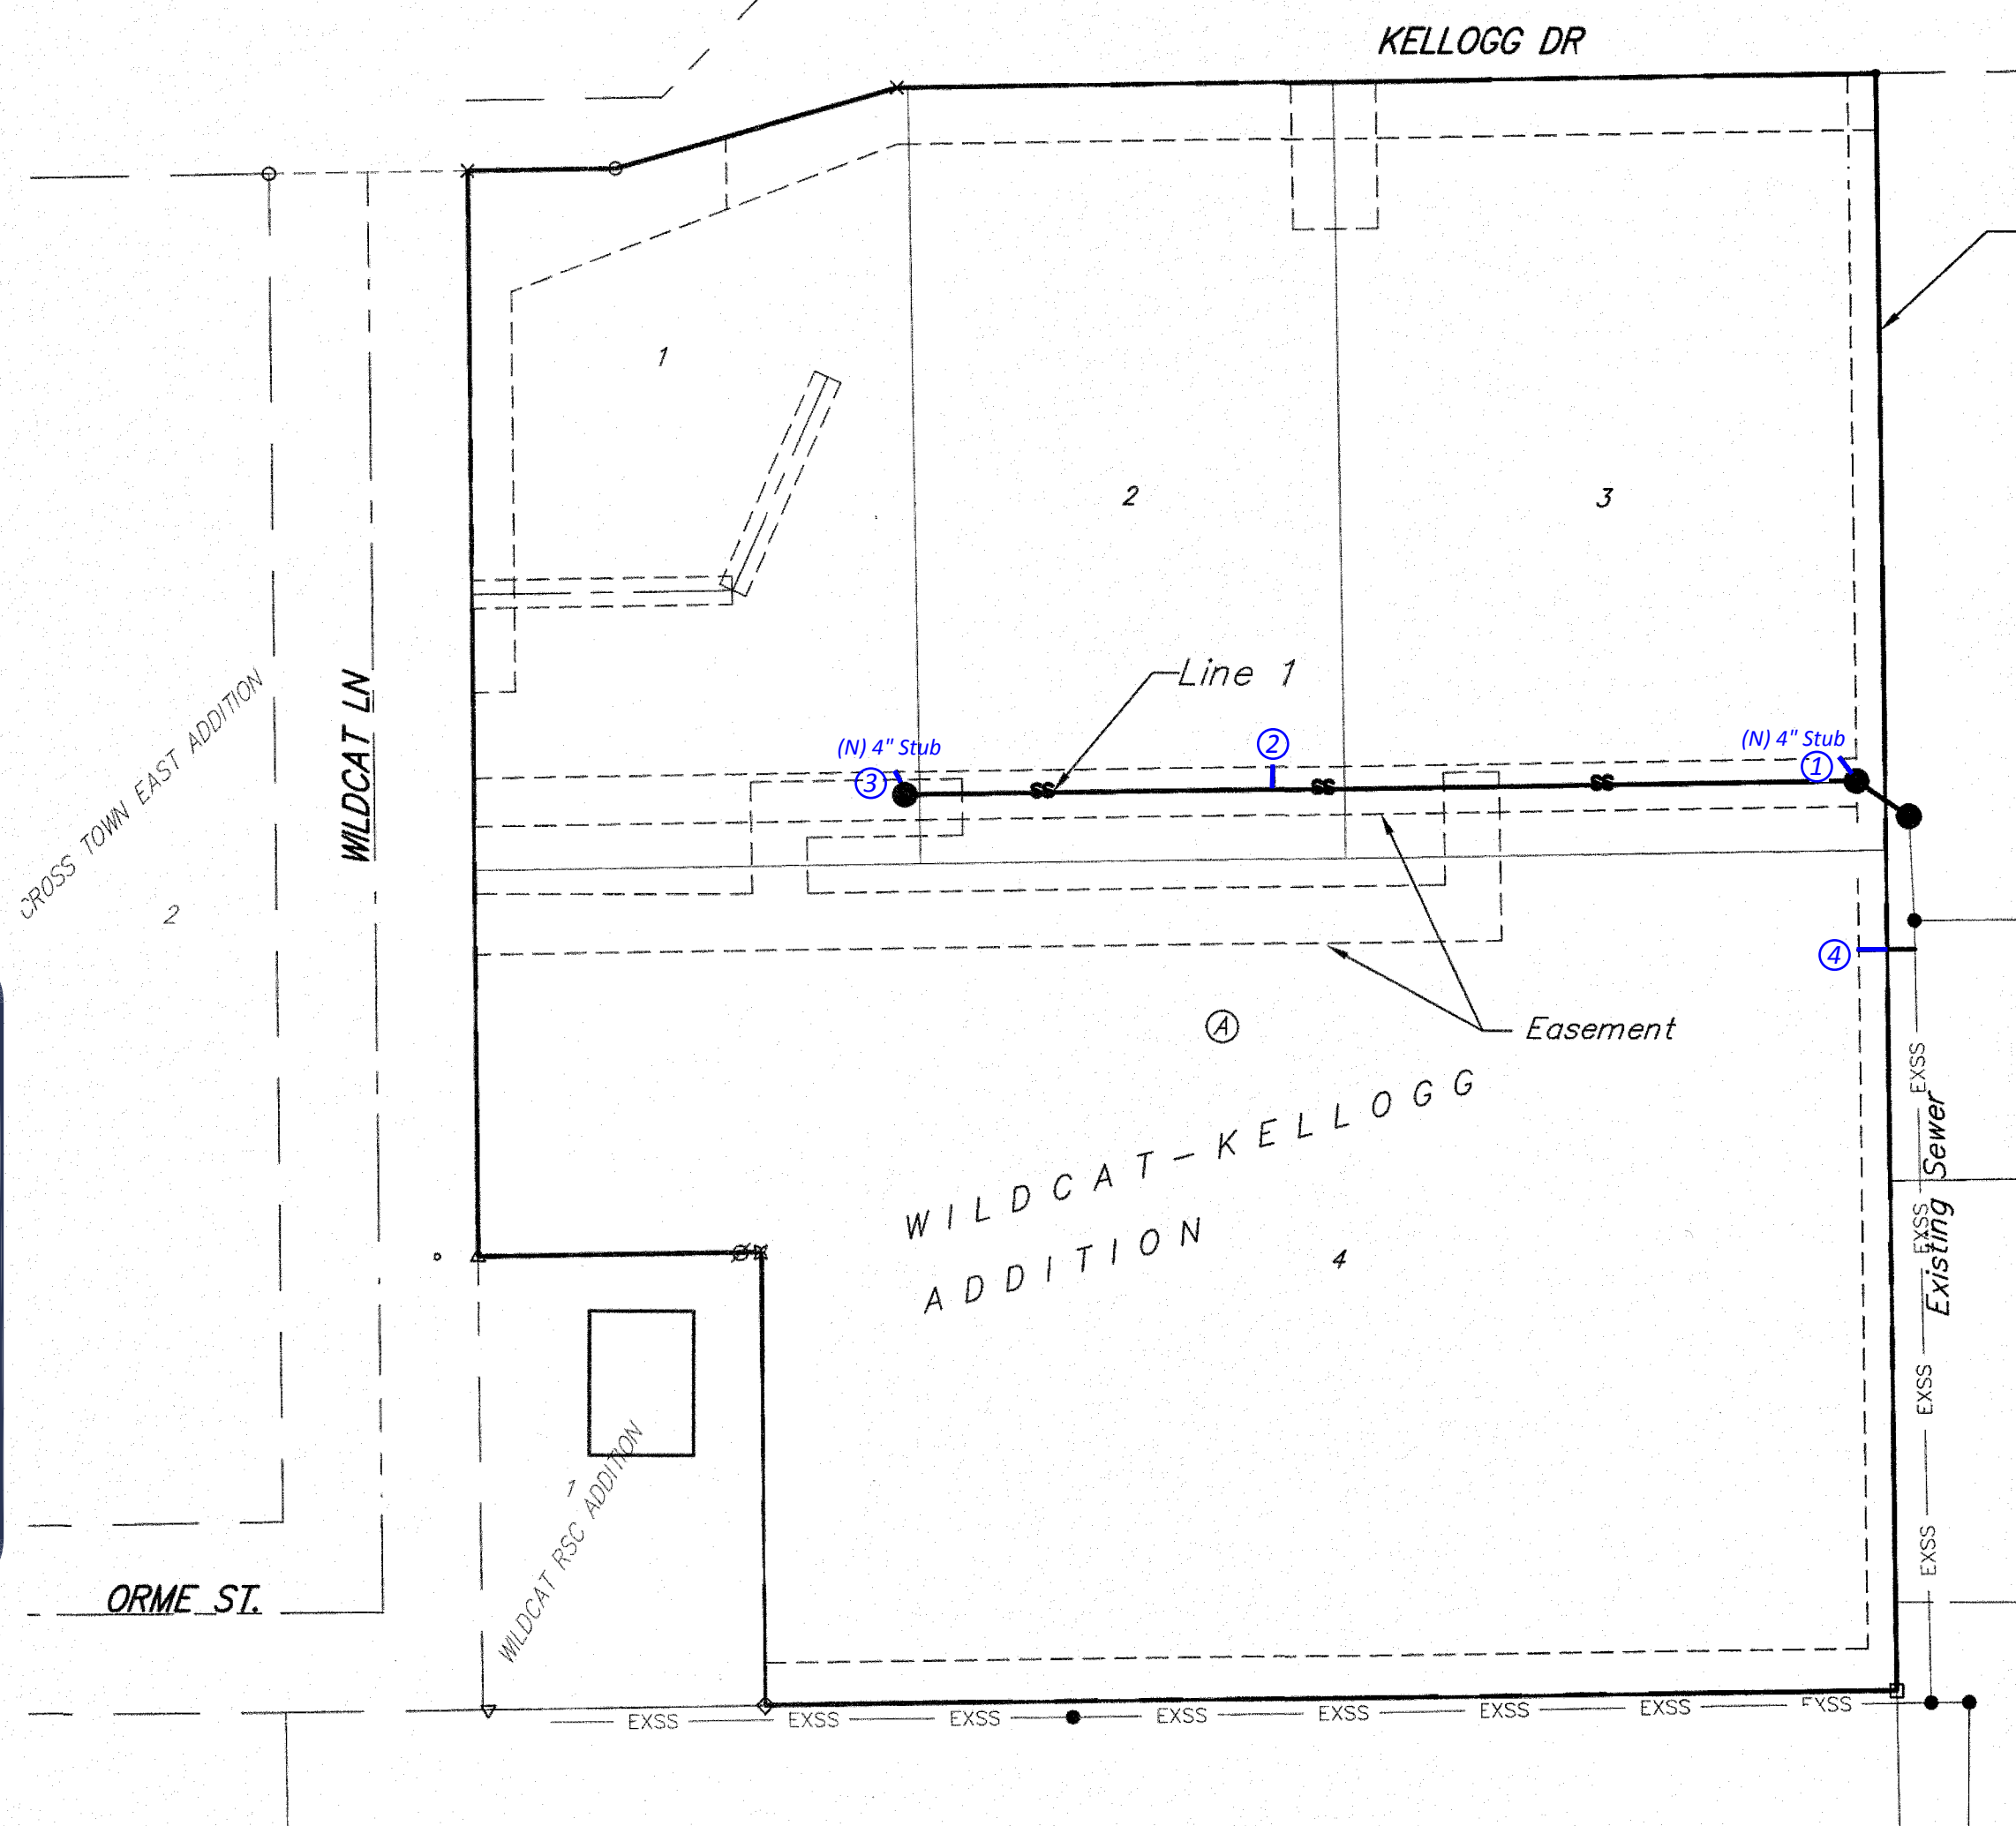 KELLOGG DR
1
2
3
Line 1
WILDCAT LN
CROSS TOWN EAST ADDITION
2
(N) 4" Stub
3
2
(N) 4" Stub
1
SS
SS
SS
4
A
Easement
WILDCAT-KELLOGG
ADDITION
4
EXSS
EXSS
Existing Sewer
EXSS
EXSS
1
WILDCAT RSC ADDITION
ORME ST.
EXSS
EXSS
EXSS
EXSS
EXSS
EXSS
EXSS
EXSS